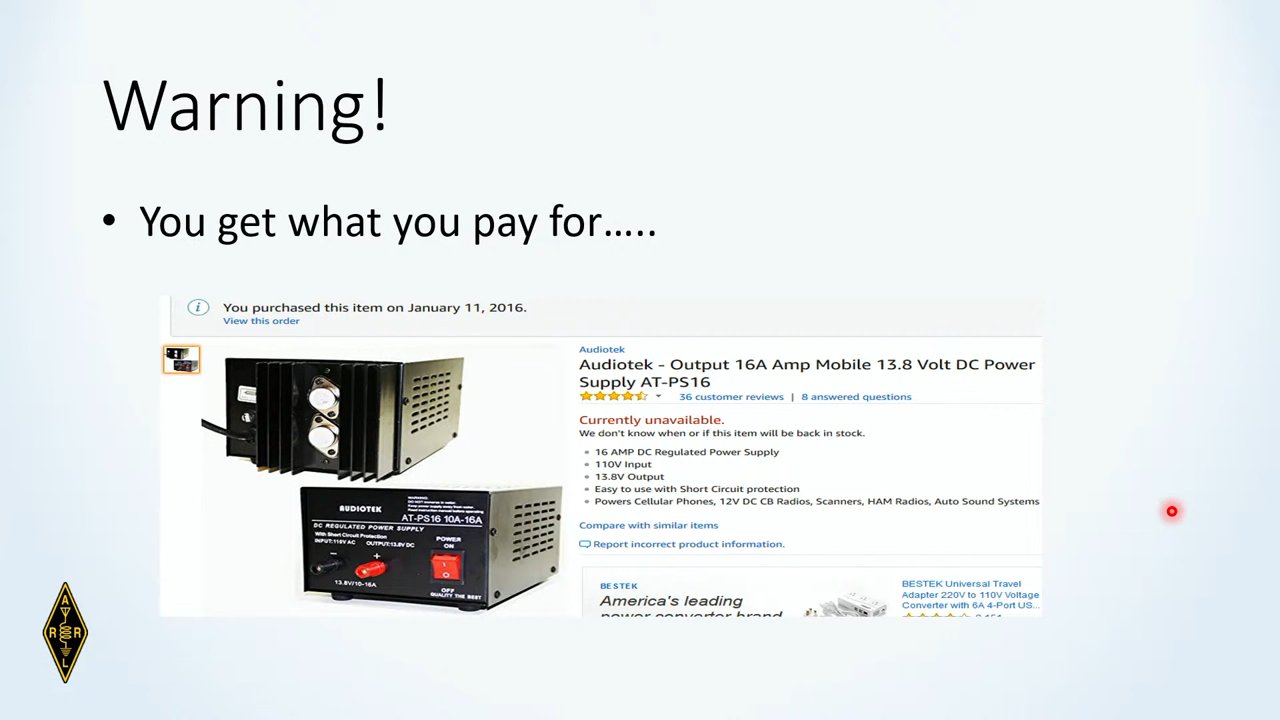 Warning!
• You get what you pay for…..
You purchased this item on January 11, 2016.
View this order
Audiotek
Audiotek - Output 16A Amp Mobile 13.8 Volt DC Power
Supply AT-PS16
36 customer reviews | 8 answered questions
Currently unavailable.
We don't know when or if this item will be back in stock.
• 16 AMP DC Regulated Power Supply
• 110V Input
• 13.8V Output
• Easy to use with Short Circuit protection
• Powers Cellular Phones, 12V DC CB Radios, Scanners, HAM Radios, Auto Sound Systems
Compare with similar items
Report incorrect product information.
BESTEK
America's leading
power converter brand
BESTEK Universal Travel
Adapter 220V to 110V Voltage
Converter with 6A 4-Port US...
AUDIOTEK
WARNING:
AT-PS16 10A-16A
DC REGULATED POWER SUPPLY
With Short Circuit Protection
INPUT:115V AC OUTPUT:13.8V DC
POWER
ON
− +
13.8V/10-16A
OFF
QUALITY THE BEST
A
R R
L